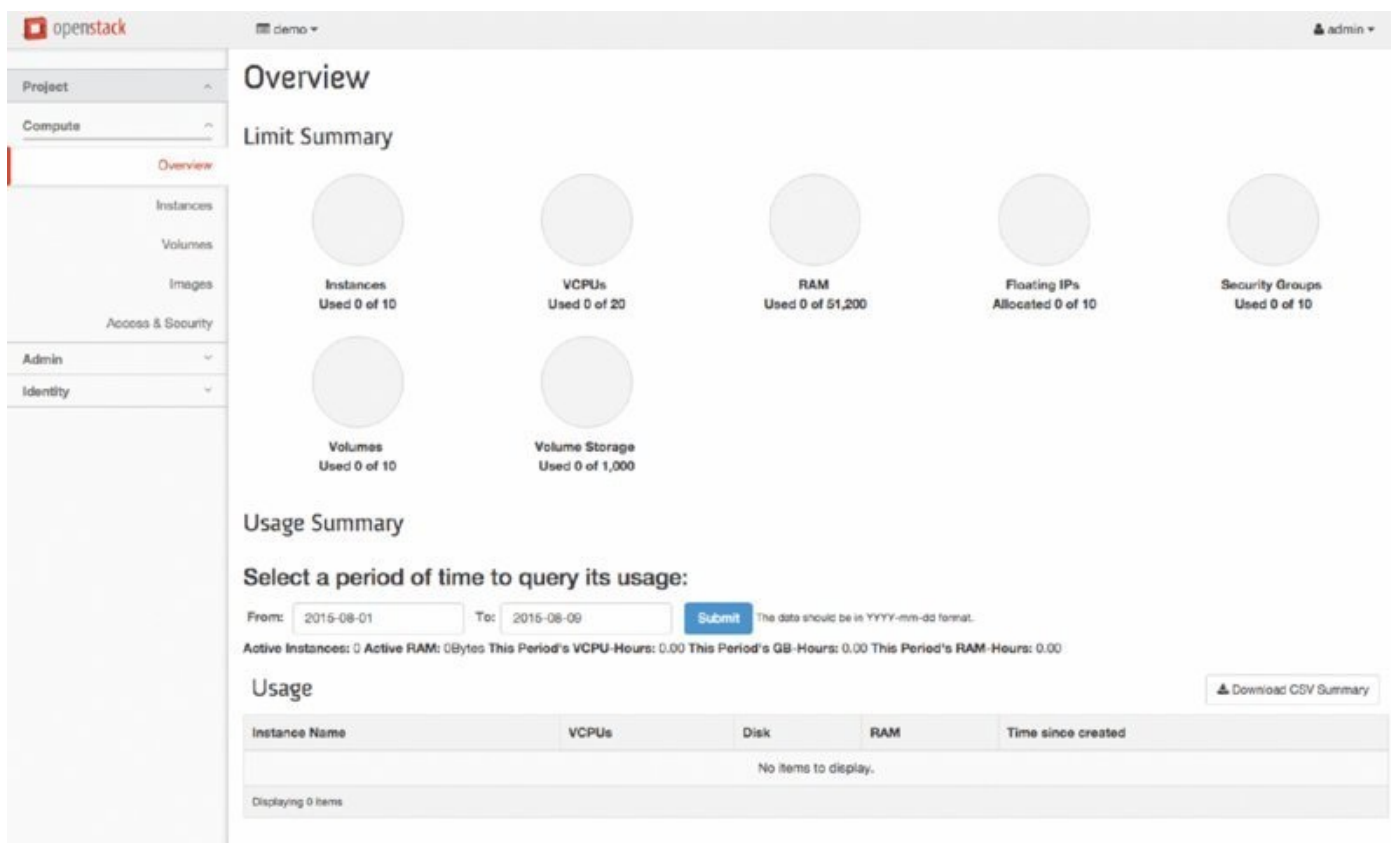 openstack
demo
admin
Project
Compute
Overview
Instances
Volumes
Images
Access & Security
Admin
Identity
Overview
Limit Summary
Instances
Used 0 of 10
VCPUs
Used 0 of 20
RAM
Used 0 of 51,200
Floating IPs
Allocated 0 of 10
Security Groups
Used 0 of 10
Volumes
Used 0 of 10
Volume Storage
Used 0 of 1,000
Usage Summary
Select a period of time to query its usage:
From: 2015-08-01 To: 2015-08-09 Submit The date should be in YYYY-mm-dd format.
Active Instances: 0 Active RAM: 0Bytes This Period's VCPU-Hours: 0.00 This Period's GB-Hours: 0.00 This Period's RAM-Hours: 0.00
Usage
Download CSV Summary
Instance Name VCPUs Disk RAM Time since created
No items to display.
Displaying 0 items